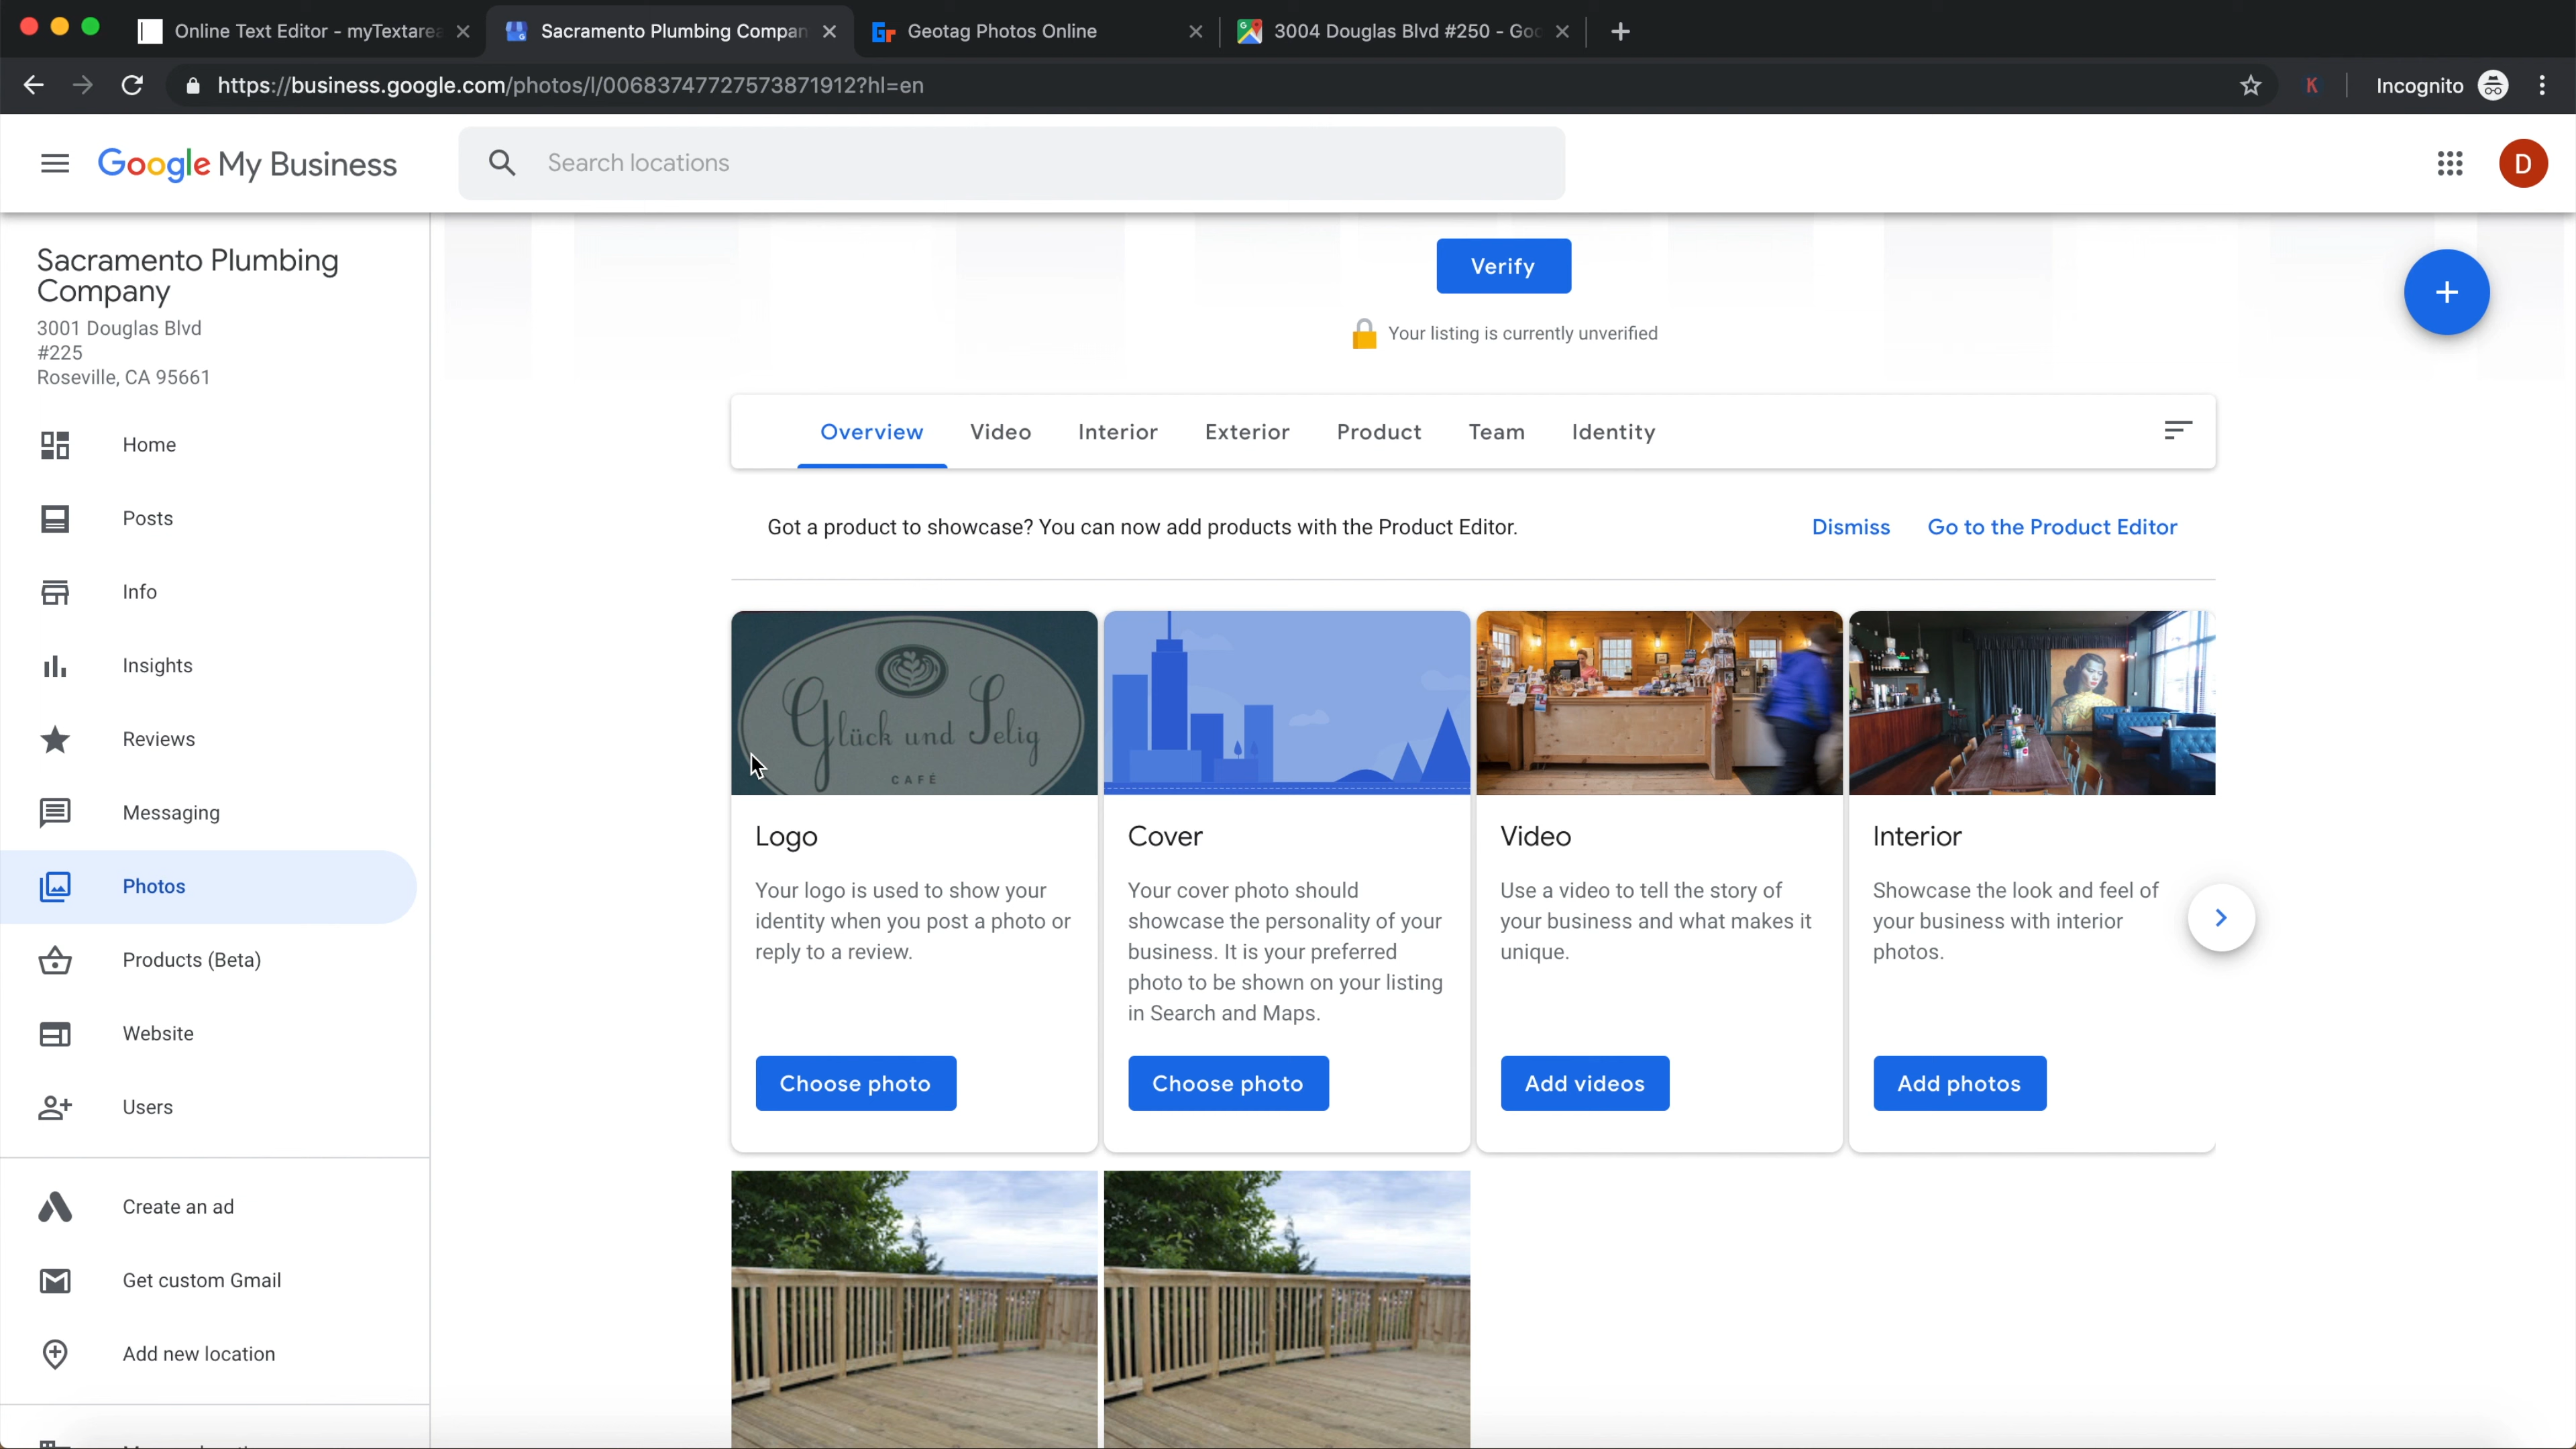 Online Text Editor - myTextarea
Sacramento Plumbing Compan
Geotag Photos Online
3004 Douglas Blvd #250 - Goo
https://business.google.com/photos/l/00683747727573871912?hl=en
K
Incognito
Google My Business
Search locations
D
Sacramento Plumbing
Company
3001 Douglas Blvd
#225
Roseville, CA 95661
Home
Posts
Info
Insights
Reviews
Messaging
Photos
Products (Beta)
Website
Users
Create an ad
Get custom Gmail
Add new location
Verify
Your listing is currently unverified
Overview Video Interior Exterior Product Team Identity
Got a product to showcase? You can now add products with the Product Editor.
Dismiss Go to the Product Editor
Glück und Selig
CAFÉ
Logo
Your logo is used to show your
identity when you post a photo or
reply to a review.
Choose photo
Cover
Your cover photo should
showcase the personality of your
business. It is your preferred
photo to be shown on your listing
in Search and Maps.
Choose photo
Video
Use a video to tell the story of
your business and what makes it
unique.
Add videos
Interior
Showcase the look and feel of
your business with interior
photos.
Add photos